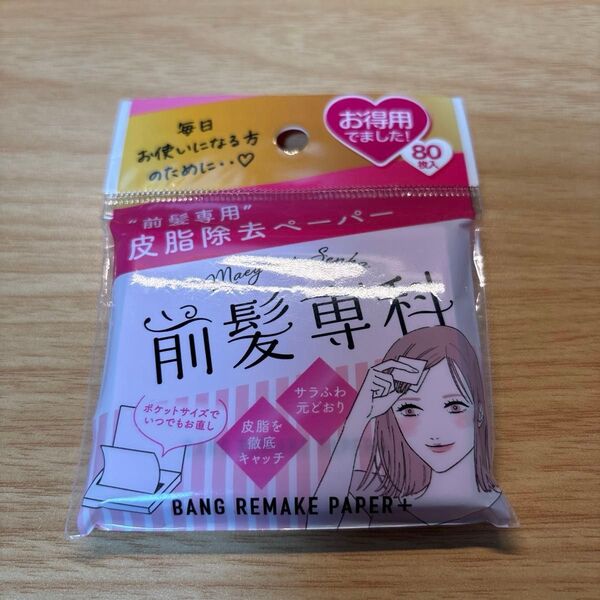 毎日
お使いになる方
のために・・♡
お得用
でました!
80
枚入
"前髪専用"
皮脂除去ペーパー
前髪専科
サラふわ
元どおり
ポケットサイズで
いつでもお直し
皮脂を
徹底
キャッチ
BANG REMAKE PAPER+